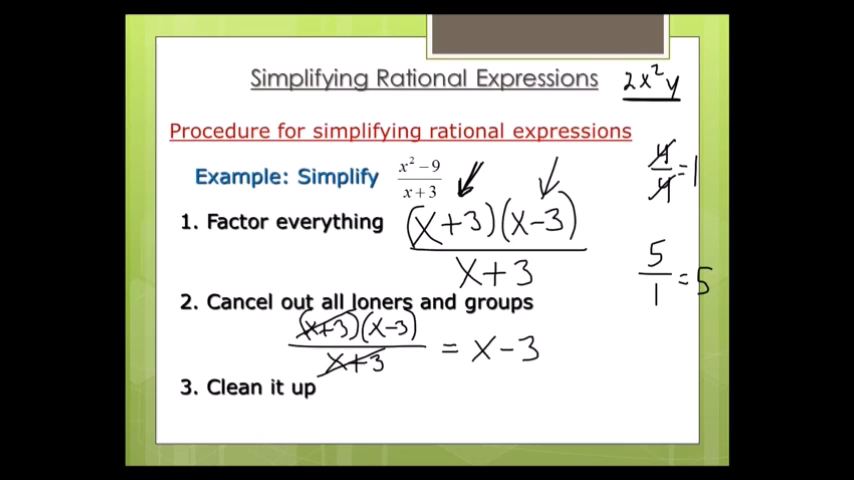 Simplifying Rational Expressions
2x²y
Procedure for simplifying rational expressions
4/4 = 1
Example: Simplify (x² − 9)/(x + 3)
1. Factor everything (x+3)(x−3)/(x+3)
5/1 = 5
2. Cancel out all loners and groups
(x+3)(x−3)/(x+3) = x−3
3. Clean it up